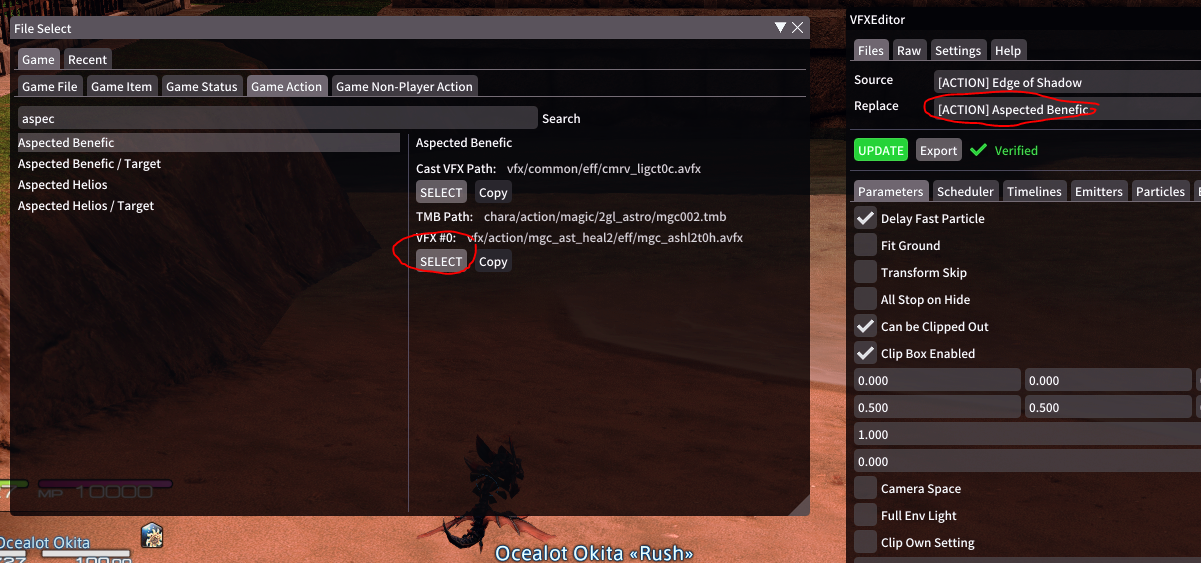 File Select
Game Recent
Game File Game Item Game Status Game Action Game Non-Player Action
aspec Search
Aspected Benefic
Aspected Benefic / Target
Aspected Helios
Aspected Helios / Target
Aspected Benefic
Cast VFX Path: vfx/common/eff/cmrv_ligct0c.avfx
SELECT Copy
TMB Path: chara/action/magic/2gl_astro/mgc002.tmb
VFX #0: vfx/action/mgc_ast_heal2/eff/mgc_ashl2t0h.avfx
SELECT Copy
MP 10000
Ocealot Okita
Ocealot Okita «Rush»
VFXEditor
Files Raw Settings Help
Source [ACTION] Edge of Shadow
Replace [ACTION] Aspected Benefic
UPDATE Export Verified
Parameters Scheduler Timelines Emitters Particles
Delay Fast Particle
Fit Ground
Transform Skip
All Stop on Hide
Can be Clipped Out
Clip Box Enabled
0.000 0.000
0.500 0.500
1.000
0.000
Camera Space
Full Env Light
Clip Own Setting